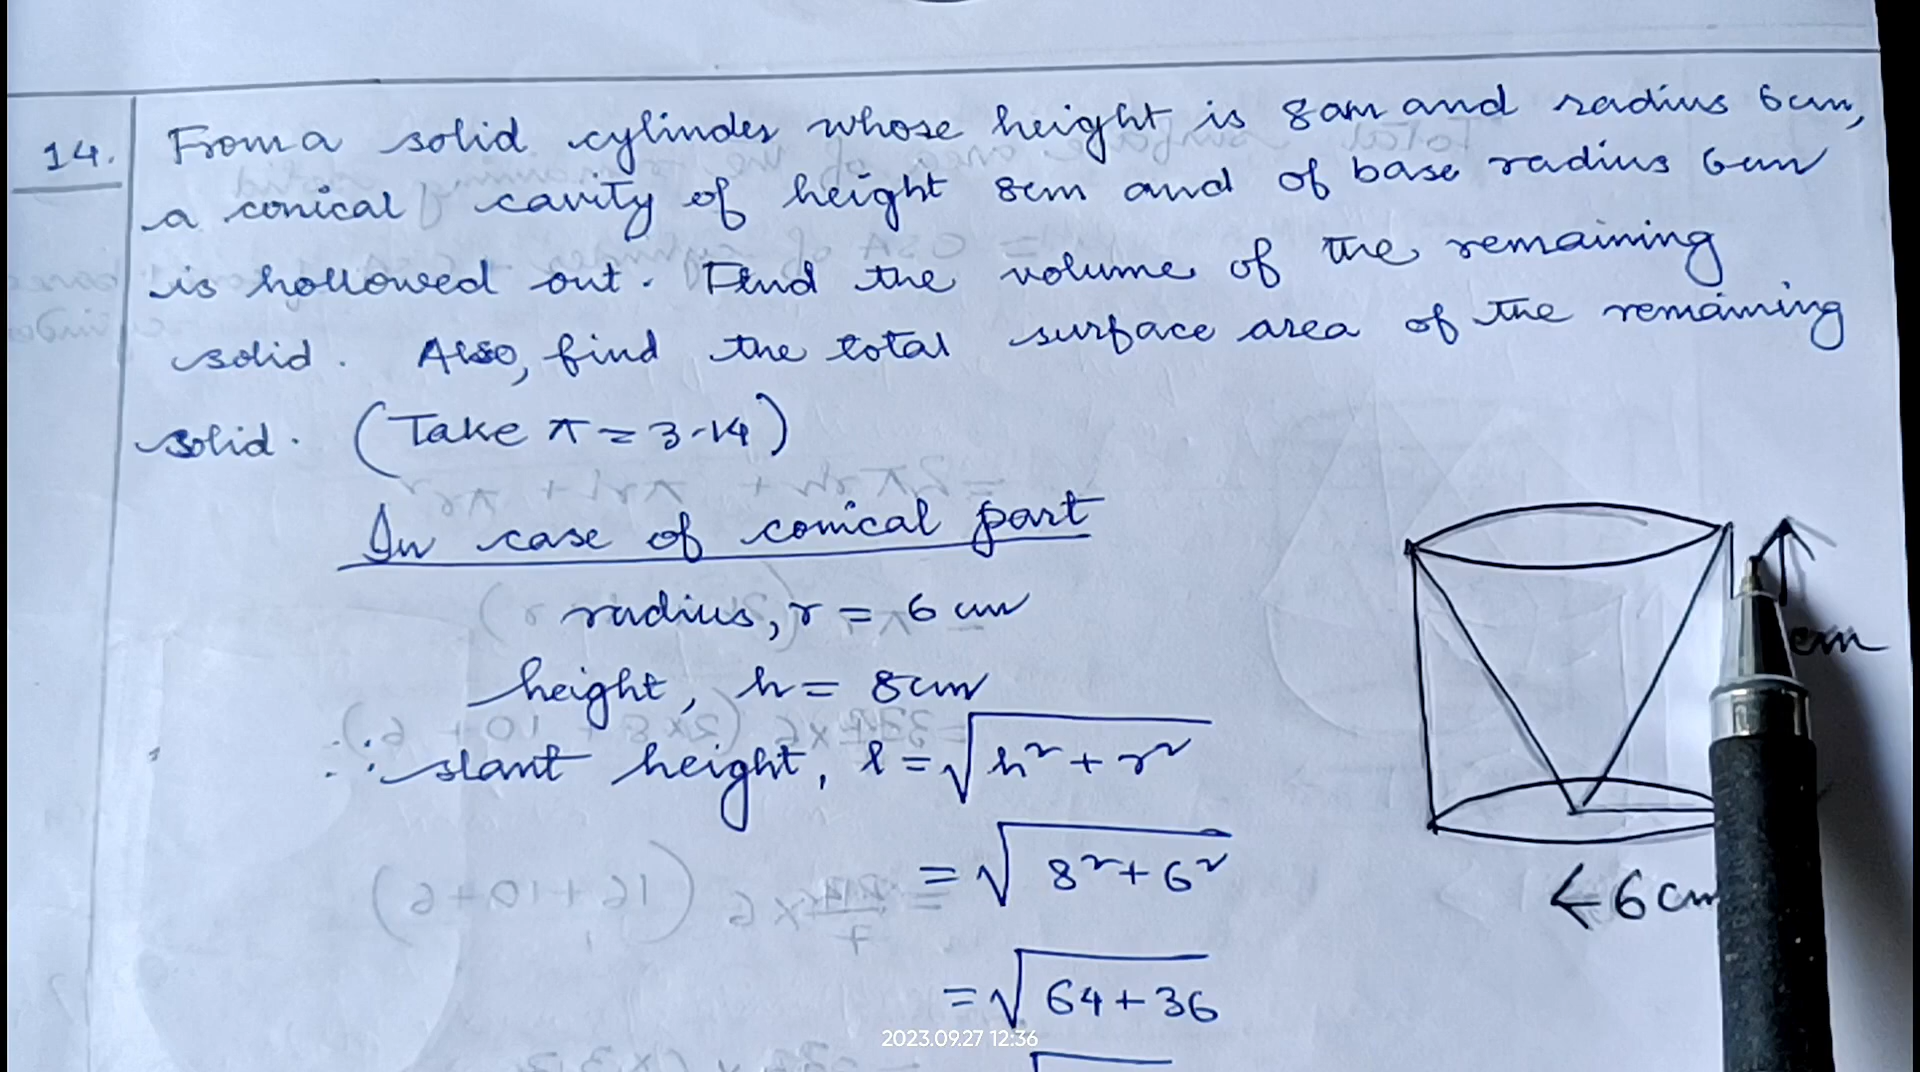 14. From a solid cylinder whose height is 8cm and radius 6cm,
a conical cavity of height 8cm and of base radius 6cm
is hollowed out. Find the volume of the remaining
solid. Also, find the total surface area of the remaining
solid. (Take π = 3.14)
In case of conical part
radius, r = 6 cm
height, h = 8cm
∴ slant height, l = √h² + r²
= √8² + 6²
= √64 + 36
cm
← 6 cm
2023.09.27 12:36